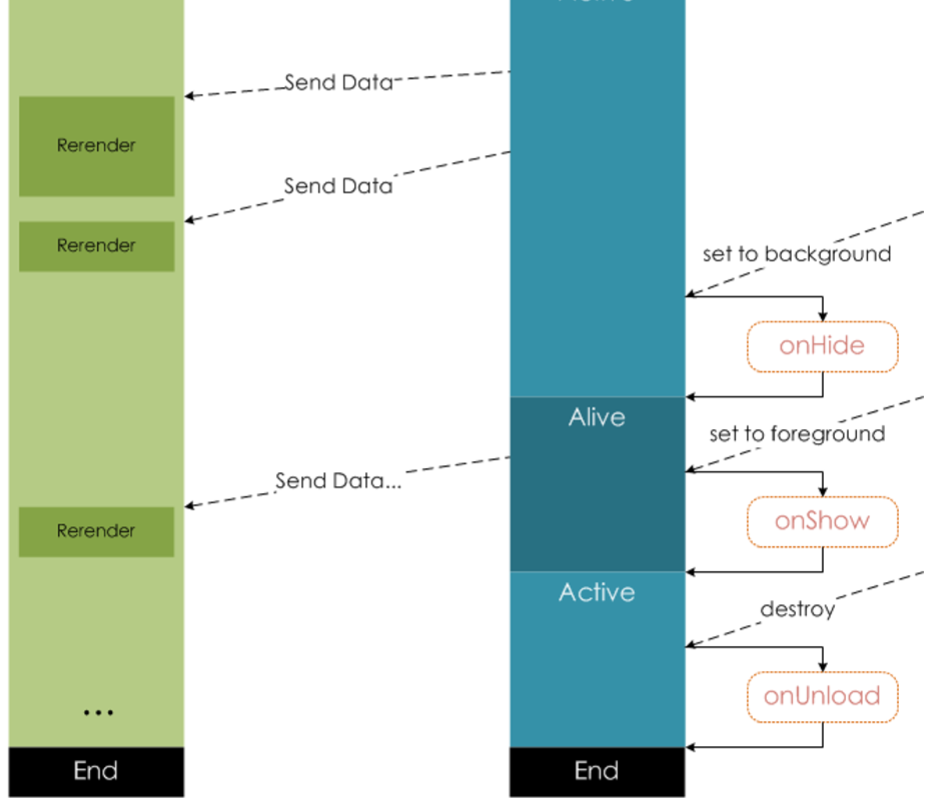 Send Data
Rerender
Send Data
Rerender
set to background
onHide
Alive
set to foreground
Send Data...
onShow
Rerender
Active
destroy
onUnload
...
End
End